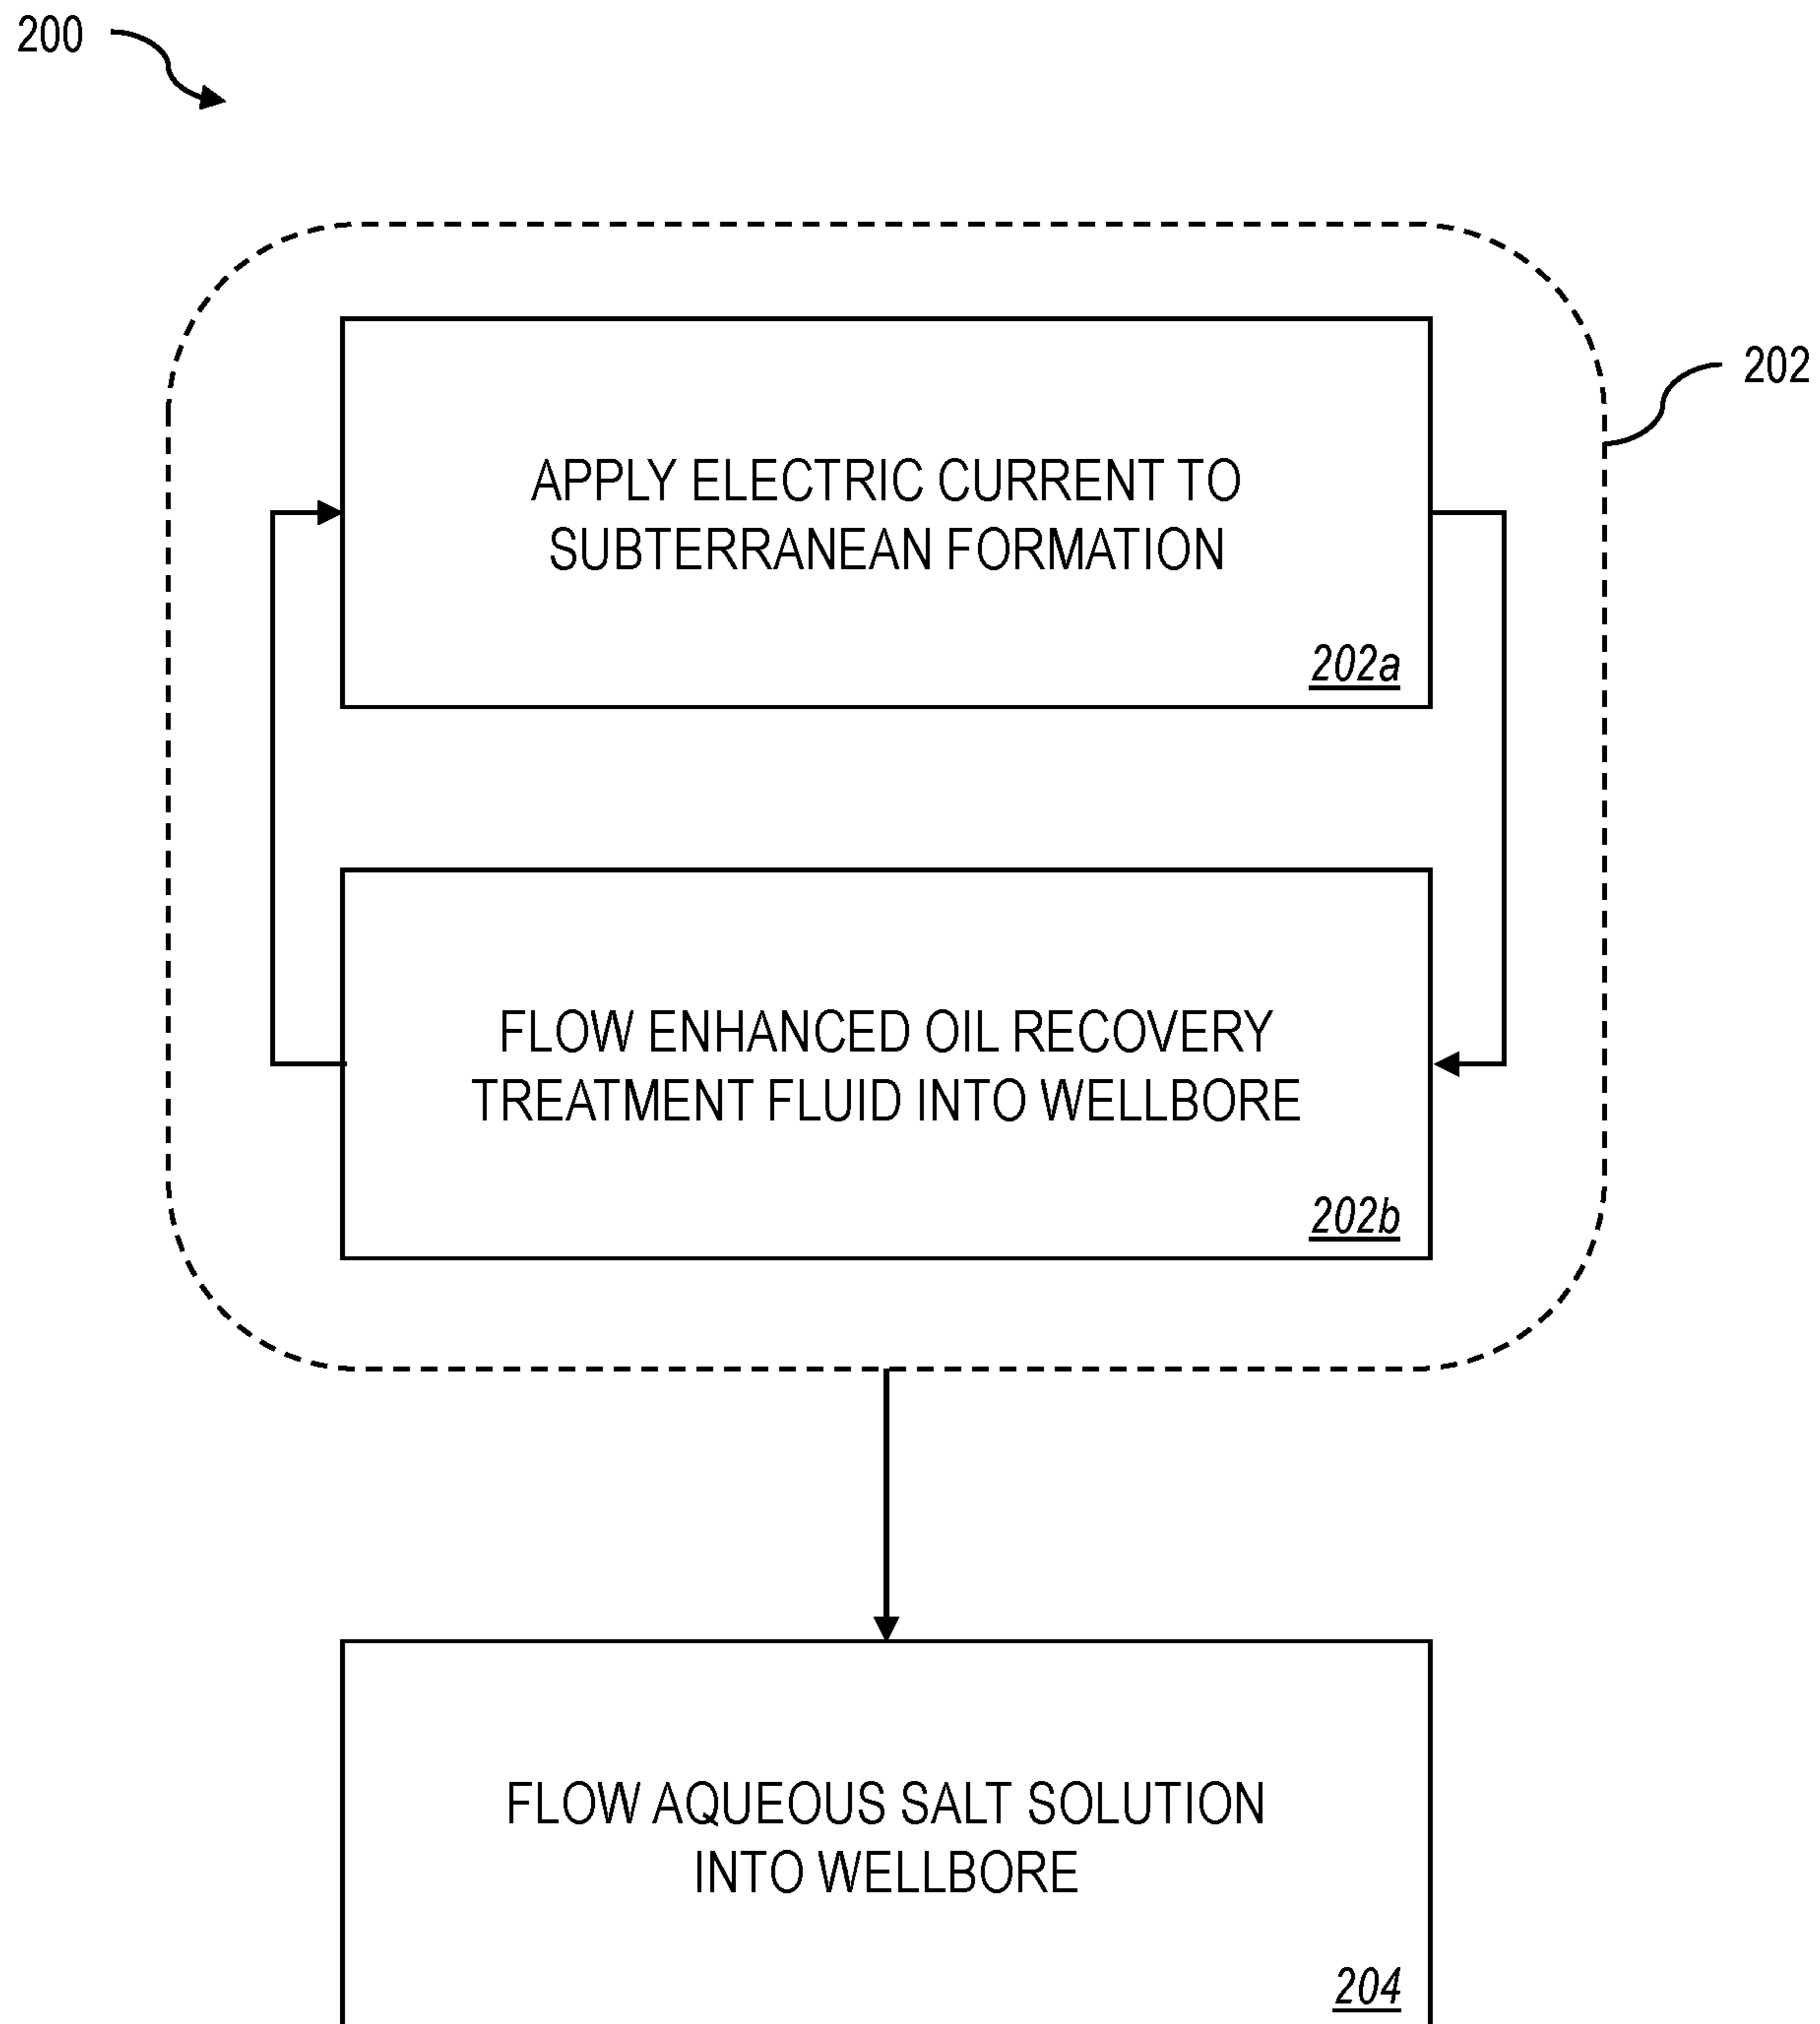 200
202
APPLY ELECTRIC CURRENT TO
SUBTERRANEAN FORMATION
202a
FLOW ENHANCED OIL RECOVERY
TREATMENT FLUID INTO WELLBORE
202b
FLOW AQUEOUS SALT SOLUTION
INTO WELLBORE
204